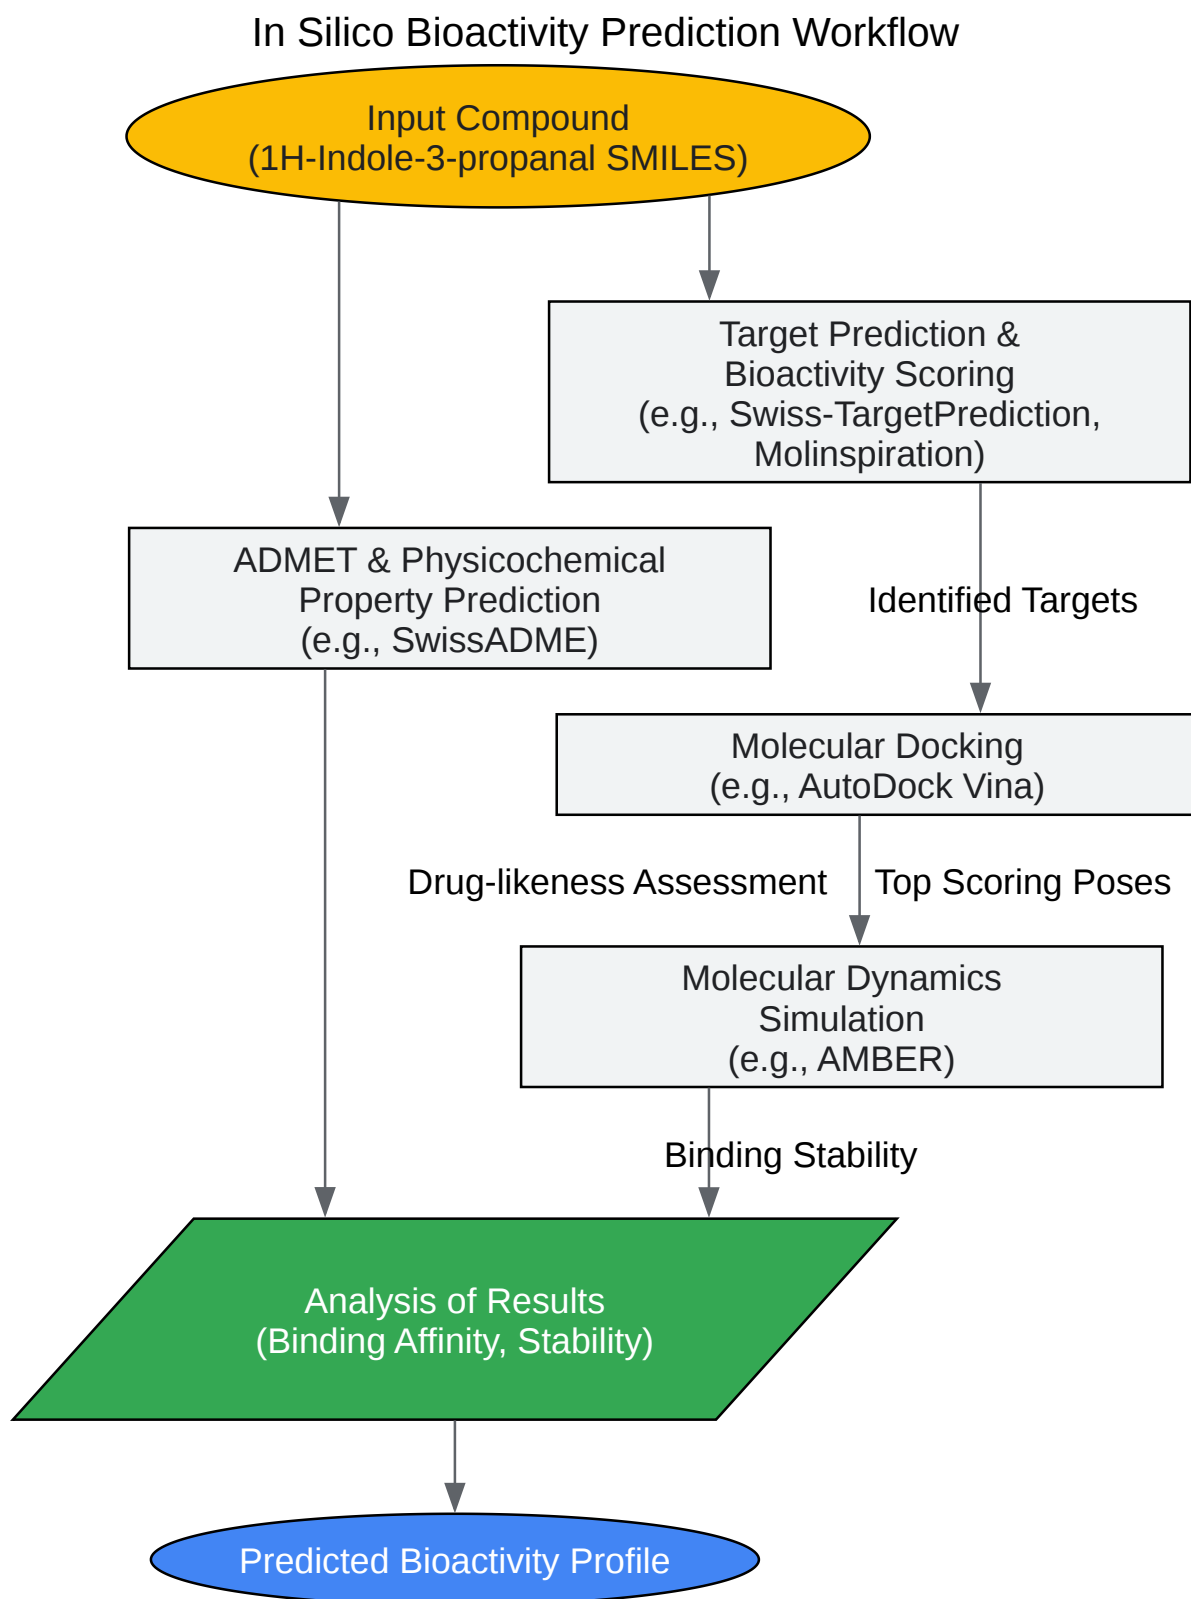 In Silico Bioactivity Prediction Workflow
Input Compound
(1H-Indole-3-propanal SMILES)
Target Prediction &
Bioactivity Scoring
(e.g., Swiss-TargetPrediction,
Molinspiration)
ADMET & Physicochemical
Property Prediction
(e.g., SwissADME)
Identified Targets
Molecular Docking
(e.g., AutoDock Vina)
Drug-likeness Assessment
Top Scoring Poses
Molecular Dynamics
Simulation
(e.g., AMBER)
Binding Stability
Analysis of Results
(Binding Affinity, Stability)
Predicted Bioactivity Profile